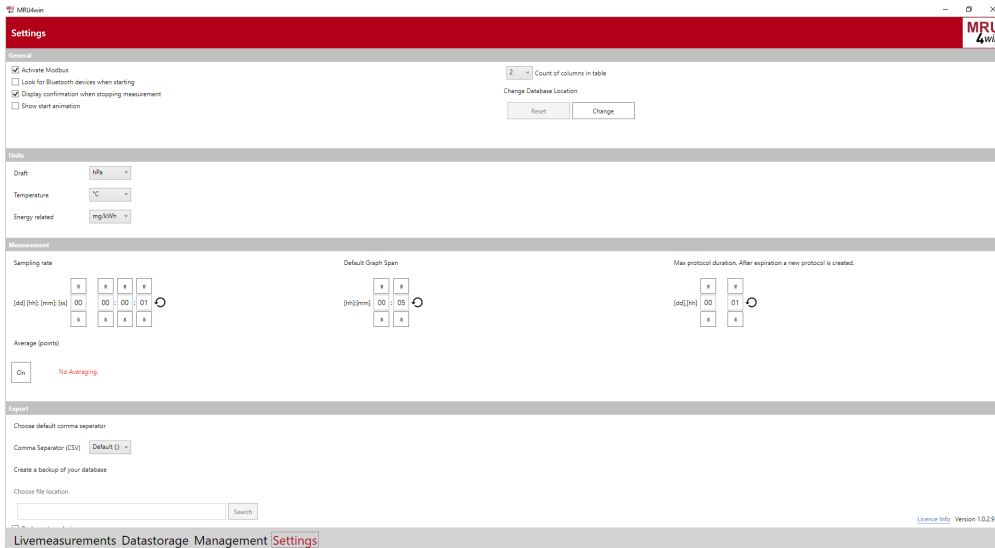 MRU4win
Settings
MRU
4win
General
Activate Modbus
Look for Bluetooth devices when starting
Display confirmation when stopping measurement
Show start animation
2 Count of columns in table
Change Database Location
Reset Change
Units
Draft hPa
Temperature °C
Energy related mg/kWh
Measurement
Sampling rate
[dd] [hh]: [mm]: [ss] 00 00 : 00 : 01
Default Graph Span
[hh]:[mm] 00 : 05
Max protocol duration. After expiration a new protocol is created.
[dd],[hh] 00 01
Average (points)
On No Averaging.
Export
Choose default comma seperator
Comma Separator (CSV) Default (;)
Create a backup of your database
Choose file location
Search
Licence Info Version 1.0.2.9
Livemeasurements Datastorage Management Settings